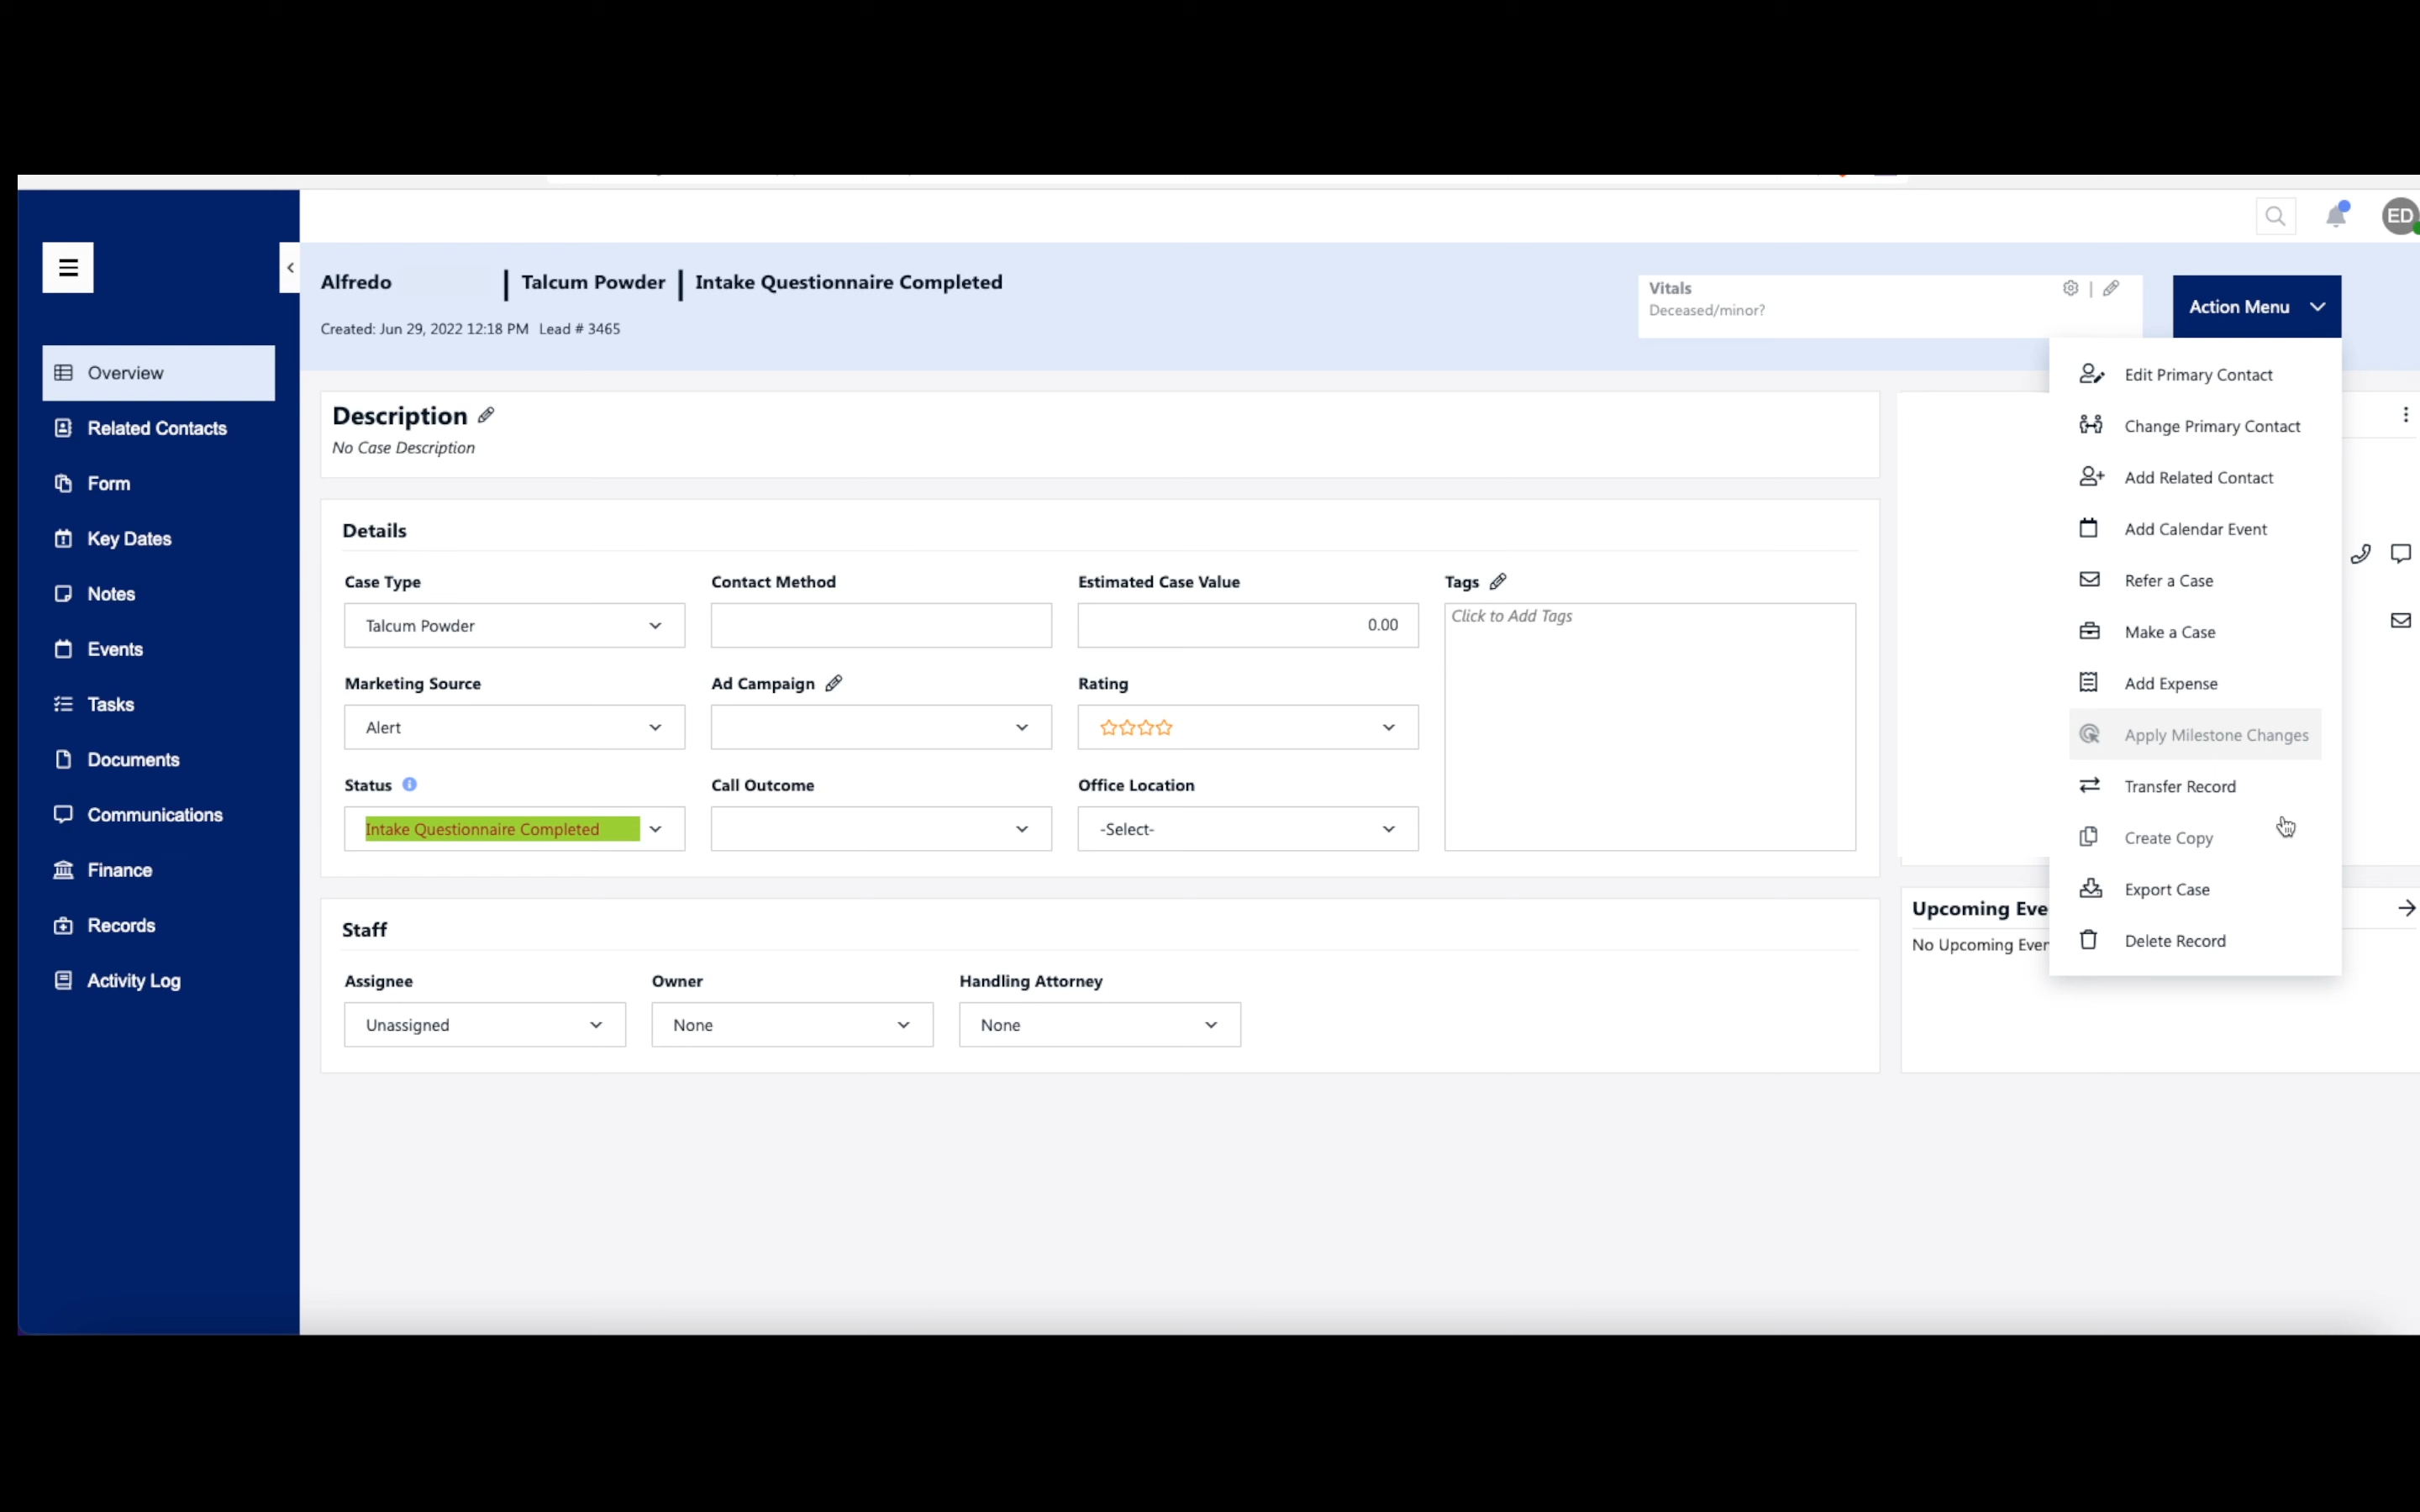 ED
Alfredo | Talcum Powder | Intake Questionnaire Completed
Created: Jun 29, 2022 12:18 PM Lead # 3465
Vitals
Deceased/minor?
Action Menu
Overview
Related Contacts
Form
Key Dates
Notes
Events
Tasks
Documents
Communications
Finance
Records
Activity Log
Description
No Case Description
Details
Case Type
Talcum Powder
Contact Method
Estimated Case Value
0.00
Tags
Click to Add Tags
Marketing Source
Alert
Ad Campaign
Rating
Status
Intake Questionnaire Completed
Call Outcome
Office Location
-Select-
Staff
Assignee
Unassigned
Owner
None
Handling Attorney
None
Edit Primary Contact
Change Primary Contact
Add Related Contact
Add Calendar Event
Refer a Case
Make a Case
Add Expense
Apply Milestone Changes
Transfer Record
Create Copy
Export Case
Delete Record
Upcoming Eve
No Upcoming Ever